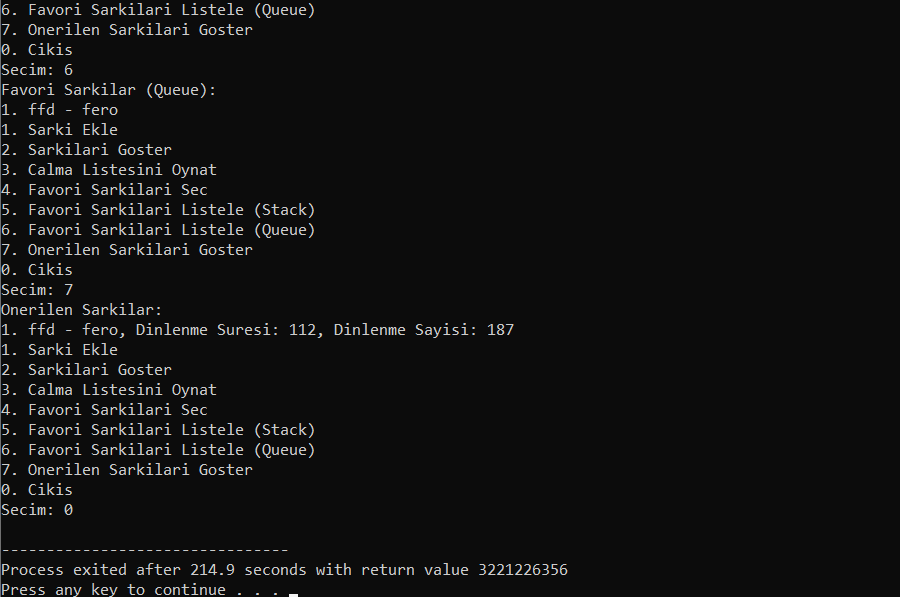 6. Favori Sarkilari Listele (Queue)
7. Onerilen Sarkilari Goster
0. Cikis
Secim: 6
Favori Sarkilar (Queue):
1. ffd - fero
1. Sarki Ekle
2. Sarkilari Goster
3. Calma Listesini Oynat
4. Favori Sarkilari Sec
5. Favori Sarkilari Listele (Stack)
6. Favori Sarkilari Listele (Queue)
7. Onerilen Sarkilari Goster
0. Cikis
Secim: 7
Onerilen Sarkilar:
1. ffd - fero, Dinlenme Suresi: 112, Dinlenme Sayisi: 187
1. Sarki Ekle
2. Sarkilari Goster
3. Calma Listesini Oynat
4. Favori Sarkilari Sec
5. Favori Sarkilari Listele (Stack)
6. Favori Sarkilari Listele (Queue)
7. Onerilen Sarkilari Goster
0. Cikis
Secim: 0
--------------------------------
Process exited after 214.9 seconds with return value 3221226356
Press any key to continue . . .